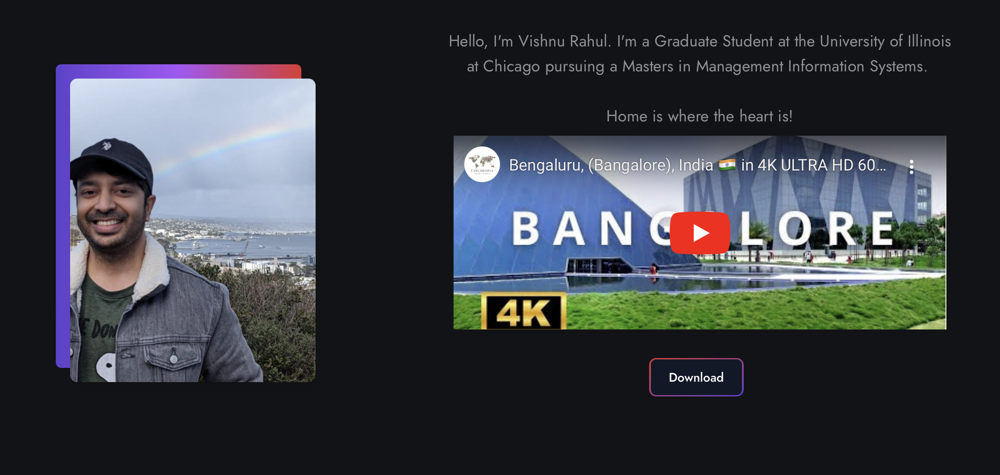 Hello, I'm Vishnu Rahul. I'm a Graduate Student at the University of Illinois
at Chicago pursuing a Masters in Management Information Systems.
Home is where the heart is!
EXPLOROPIA
Bengaluru, (Bangalore), India 🇮🇳 in 4K ULTRA HD 60...
LORE
BANG
4K
DON
Download